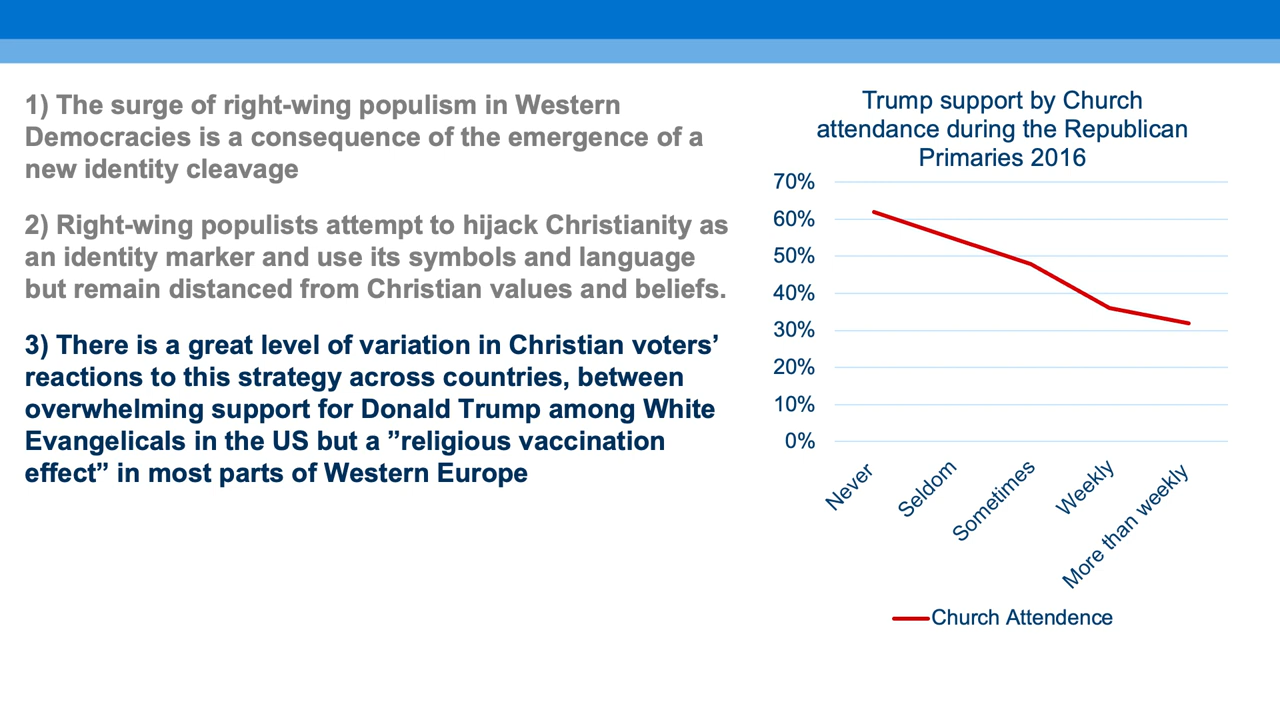 1) The surge of right-wing populism in Western
Democracies is a consequence of the emergence of a
new identity cleavage
2) Right-wing populists attempt to hijack Christianity as
an identity marker and use its symbols and language
but remain distanced from Christian values and beliefs.
3) There is a great level of variation in Christian voters’
reactions to this strategy across countries, between
overwhelming support for Donald Trump among White
Evangelicals in the US but a ”religious vaccination
effect” in most parts of Western Europe
Trump support by Church
attendance during the Republican
Primaries 2016
70%
60%
50%
40%
30%
20%
10%
0%
Never
Seldom
Sometimes
Weekly
More than weekly
Church Attendence